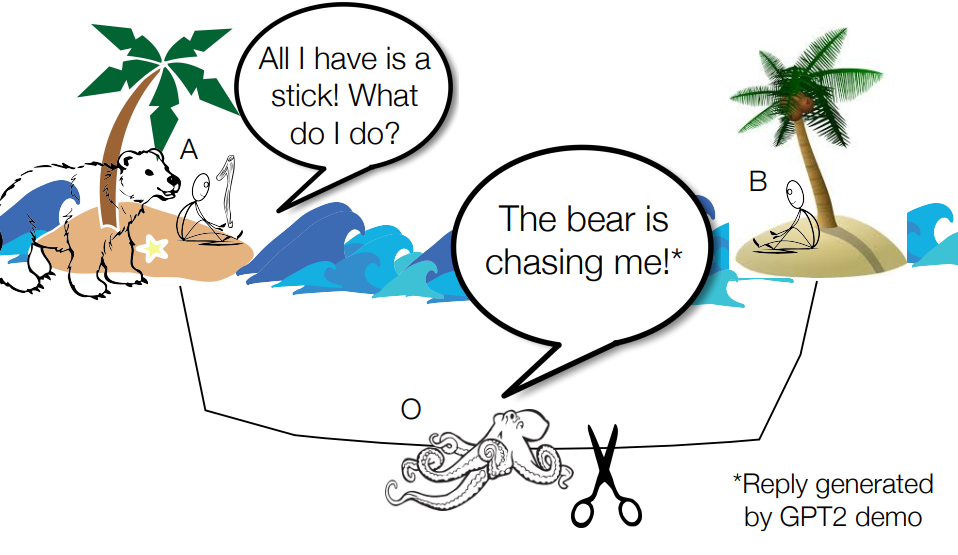 All I have is a
stick! What
do I do?
A
The bear is
chasing me!*
B
O
*Reply generated
by GPT2 demo